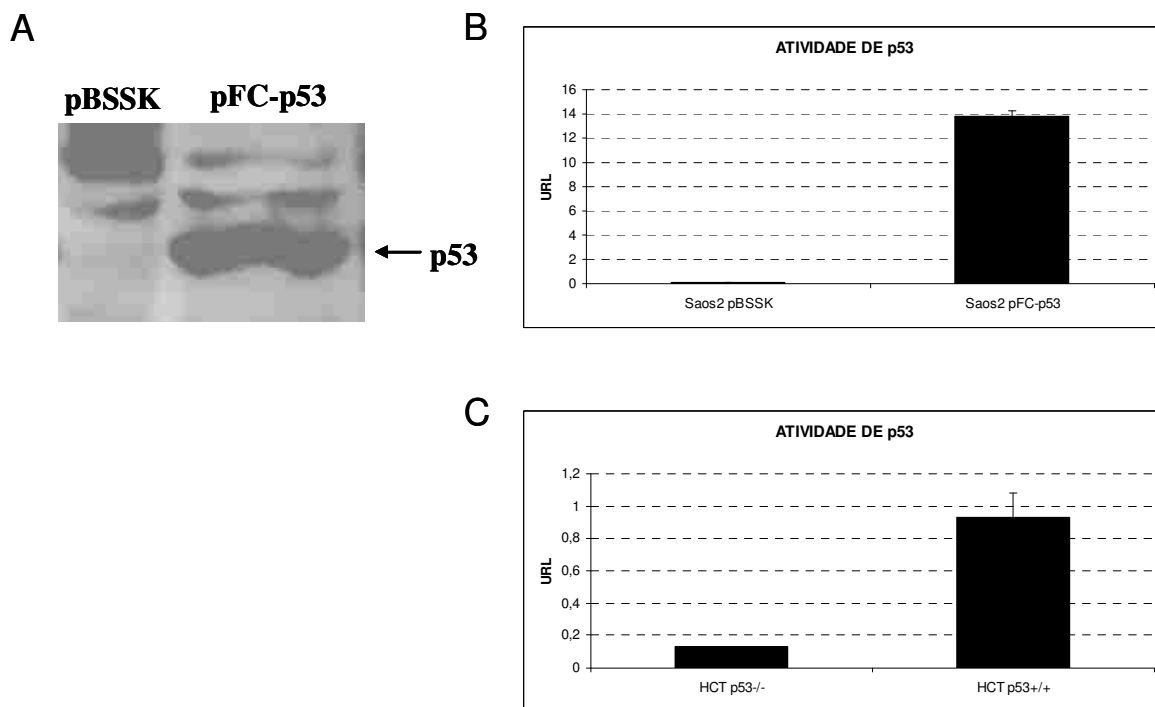 A
pBSSK pFC-p53
p53
B
ATIVIDADE DE p53
URL
16
14
12
10
8
6
4
2
0
Saos2 pBSSK Saos2 pFC-p53
C
ATIVIDADE DE p53
URL
1,2
1
0,8
0,6
0,4
0,2
0
HCT p53-/- HCT p53+/+